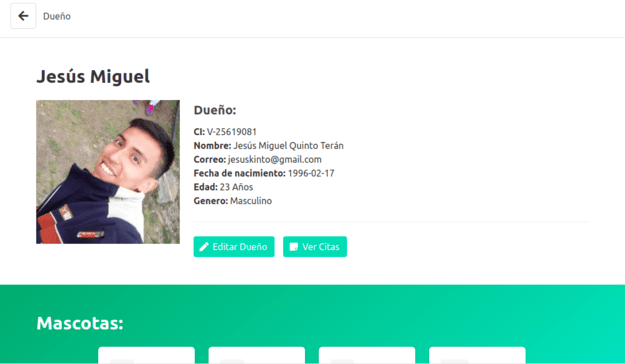 Dueño
Jesús Miguel
Dueño:
CI: V-25619081
Nombre: Jesús Miguel Quinto Terán
Correo: jesuskinto@gmail.com
Fecha de nacimiento: 1996-02-17
Edad: 23 Años
Genero: Masculino
Editar Dueño
Ver Citas
Mascotas: